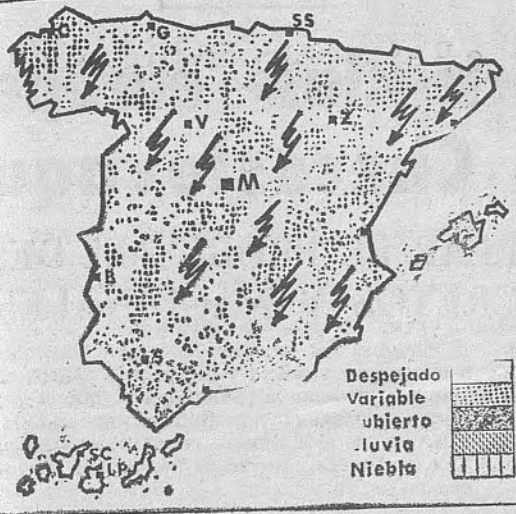 C
G
SS
V
Z
M
B
S
SC
LP
Despejado
Variable
ubierto
luvia
Niebla